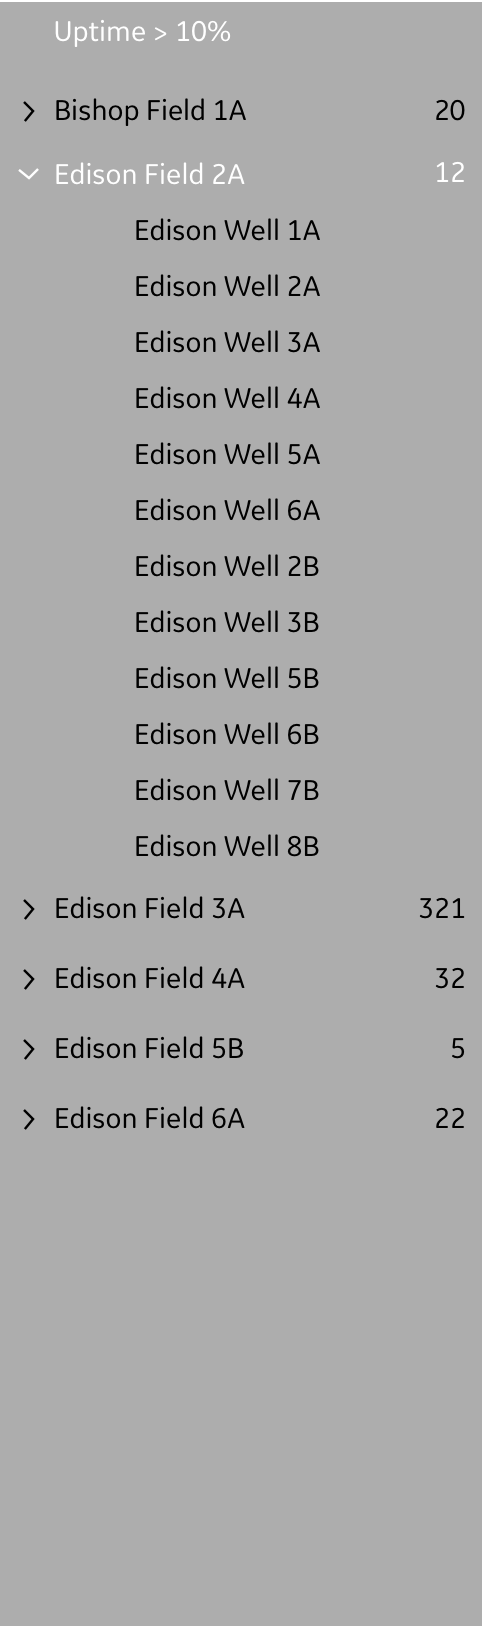 Uptime > 10%
Bishop Field 1A 20
Edison Field 2A 12
Edison Well 1A
Edison Well 2A
Edison Well 3A
Edison Well 4A
Edison Well 5A
Edison Well 6A
Edison Well 2B
Edison Well 3B
Edison Well 5B
Edison Well 6B
Edison Well 7B
Edison Well 8B
Edison Field 3A 321
Edison Field 4A 32
Edison Field 5B 5
Edison Field 6A 22